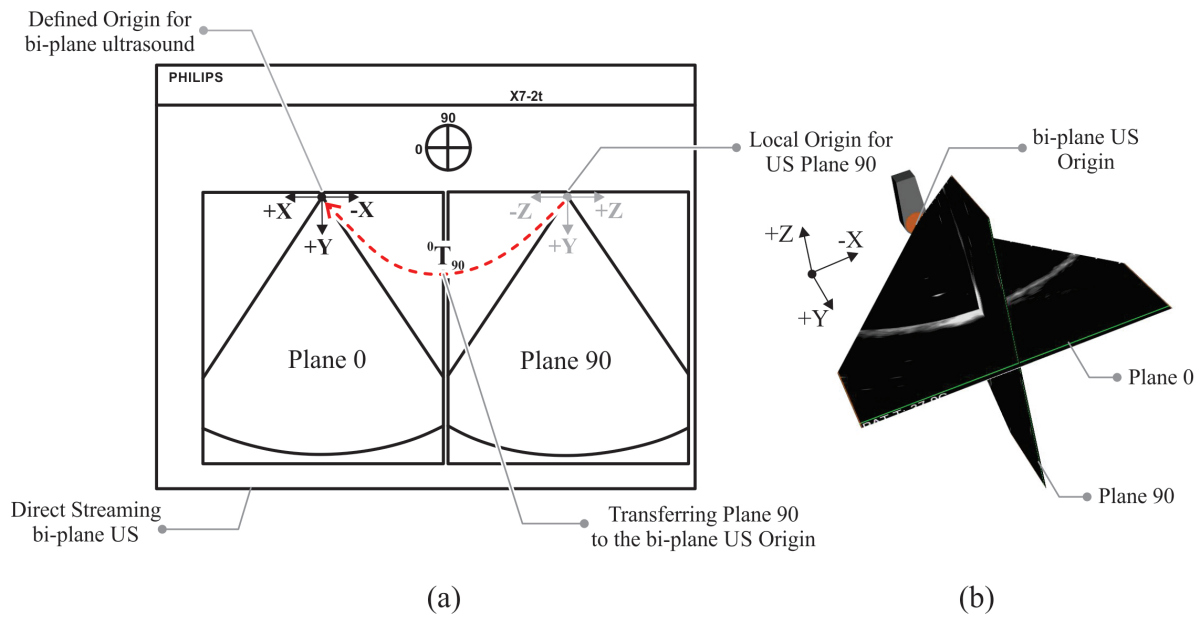 Defined Origin for
bi-plane ultrasound
PHILIPS
X7-2t
90
0
Local Origin for
US Plane 90
bi-plane US
Origin
+X
-X
+Y
-Z
+Z
+Y
0T90
+Z
-X
+Y
Plane 0
Plane 90
Plane 0
Plane 90
Direct Streaming
bi-plane US
Transferring Plane 90
to the bi-plane US Origin
(a)
(b)